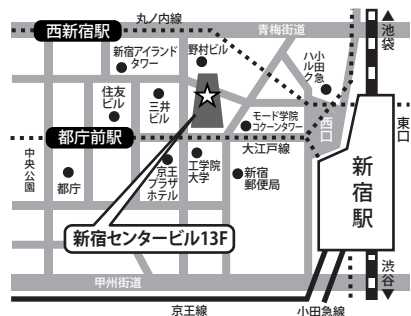 丸ノ内線
西新宿駅
青梅街道
▲
池袋
新宿アイランド
タワー
野村ビル
小田急
ハルク
住友
ビル
三井
ビル
モード学院
コクーンタワー
西口
東口
都庁前駅
大江戸線
中央公園
都庁
京王
プラザ
ホテル
工学院
大学
新宿
郵便局
新宿駅
新宿センタービル13F
甲州街道
渋谷
▼
京王線
小田急線